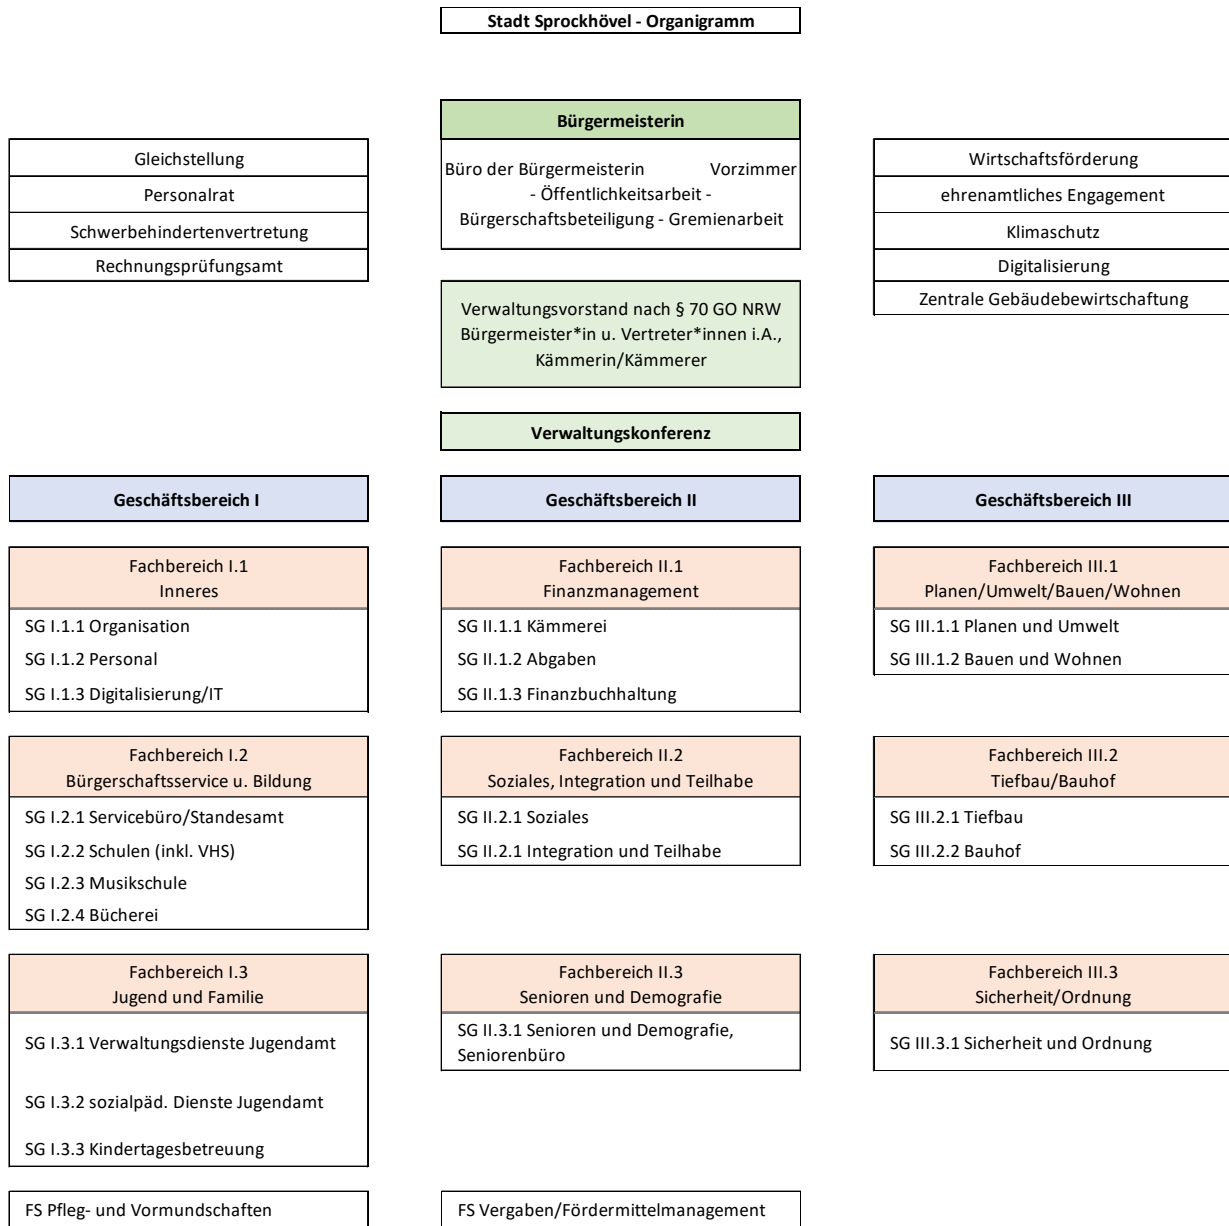 Stadt Sprockhövel - Organigramm
Bürgermeisterin
Büro der Bürgermeisterin Vorzimmer
- Öffentlichkeitsarbeit -
Bürgerschaftsbeteiligung - Gremienarbeit
Gleichstellung
Personalrat
Schwerbehindertenvertretung
Rechnungsprüfungsamt
Wirtschaftsförderung
ehrenamtliches Engagement
Klimaschutz
Digitalisierung
Zentrale Gebäudebewirtschaftung
Verwaltungsvorstand nach § 70 GO NRW
Bürgermeister*in u. Vertreter*innen i.A.,
Kämmerin/Kämmerer
Verwaltungskonferenz
Geschäftsbereich I
Fachbereich I.1
Inneres
SG I.1.1 Organisation
SG I.1.2 Personal
SG I.1.3 Digitalisierung/IT
Fachbereich I.2
Bürgerschaftsservice u. Bildung
SG I.2.1 Servicebüro/Standesamt
SG I.2.2 Schulen (inkl. VHS)
SG I.2.3 Musikschule
SG I.2.4 Bücherei
Fachbereich I.3
Jugend und Familie
SG I.3.1 Verwaltungsdienste Jugendamt
SG I.3.2 sozialpäd. Dienste Jugendamt
SG I.3.3 Kindertagesbetreuung
FS Pfleg- und Vormundschaften
Geschäftsbereich II
Fachbereich II.1
Finanzmanagement
SG II.1.1 Kämmerei
SG II.1.2 Abgaben
SG II.1.3 Finanzbuchhaltung
Fachbereich II.2
Soziales, Integration und Teilhabe
SG II.2.1 Soziales
SG II.2.1 Integration und Teilhabe
Fachbereich II.3
Senioren und Demografie
SG II.3.1 Senioren und Demografie,
Seniorenbüro
FS Vergaben/Fördermittelmanagement
Geschäftsbereich III
Fachbereich III.1
Planen/Umwelt/Bauen/Wohnen
SG III.1.1 Planen und Umwelt
SG III.1.2 Bauen und Wohnen
Fachbereich III.2
Tiefbau/Bauhof
SG III.2.1 Tiefbau
SG III.2.2 Bauhof
Fachbereich III.3
Sicherheit/Ordnung
SG III.3.1 Sicherheit und Ordnung